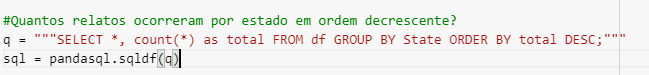 #Quantos relatos ocorreram por estado em ordem decrescente?
q = """SELECT *, count(*) as total FROM df GROUP BY State ORDER BY total DESC;"""
sql = pandasql.sqldf(q)